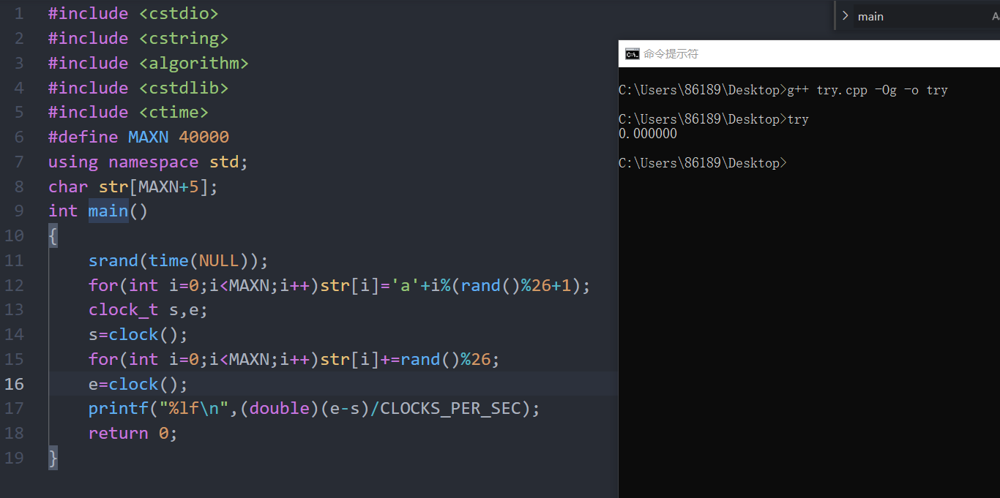 1 #include <cstdio>
2 #include <cstring>
3 #include <algorithm>
4 #include <cstdlib>
5 #include <ctime>
6 #define MAXN 40000
7 using namespace std;
8 char str[MAXN+5];
9 int main()
10 {
11 srand(time(NULL));
12 for(int i=0;i<MAXN;i++)str[i]='a'+i%(rand()%26+1);
13 clock_t s,e;
14 s=clock();
15 for(int i=0;i<MAXN;i++)str[i]+=rand()%26;
16 e=clock();
17 printf("%lf\n",(double)(e-s)/CLOCKS_PER_SEC);
18 return 0;
19 }
main
命令提示符
C:\Users\86189\Desktop>g++ try.cpp -Og -o try
C:\Users\86189\Desktop>try
0.000000
C:\Users\86189\Desktop>